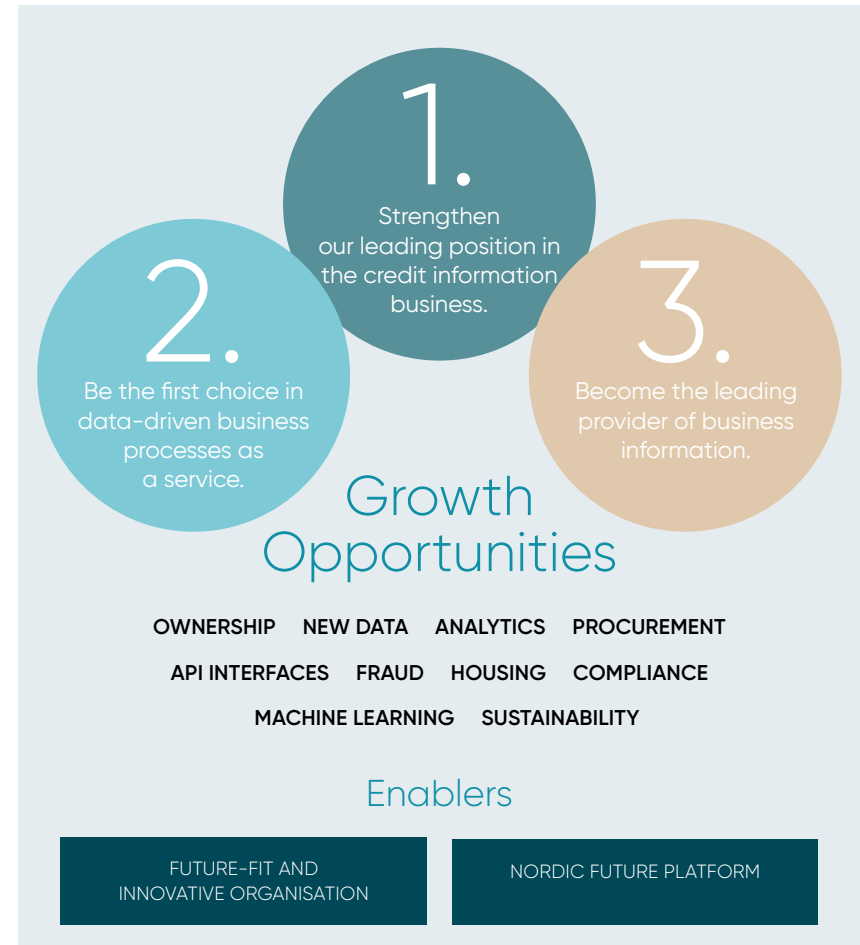 1.
Strengthen
our leading position in
the credit information
business.
2.
Be the first choice in
data-driven business
processes as
a service.
3.
Become the leading
provider of business
information.
Growth
Opportunities
OWNERSHIP NEW DATA ANALYTICS PROCUREMENT
API INTERFACES FRAUD HOUSING COMPLIANCE
MACHINE LEARNING SUSTAINABILITY
Enablers
FUTURE-FIT AND
INNOVATIVE ORGANISATION
NORDIC FUTURE PLATFORM